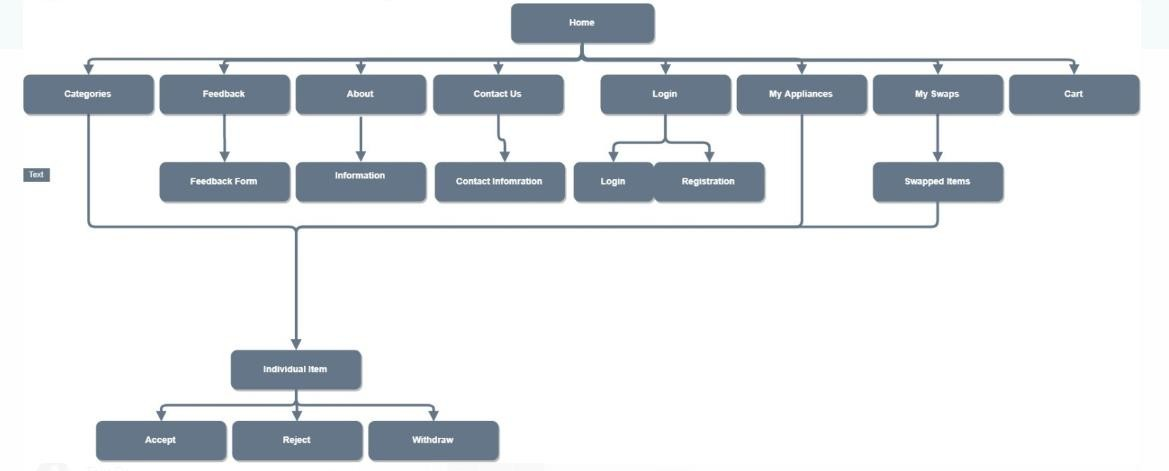 Home
Categories
Feedback
About
Contact Us
Login
My Appliances
My Swaps
Cart
Text
Feedback Form
Information
Contact Infomration
Login
Registration
Swapped Items
Individual Item
Accept
Reject
Withdraw